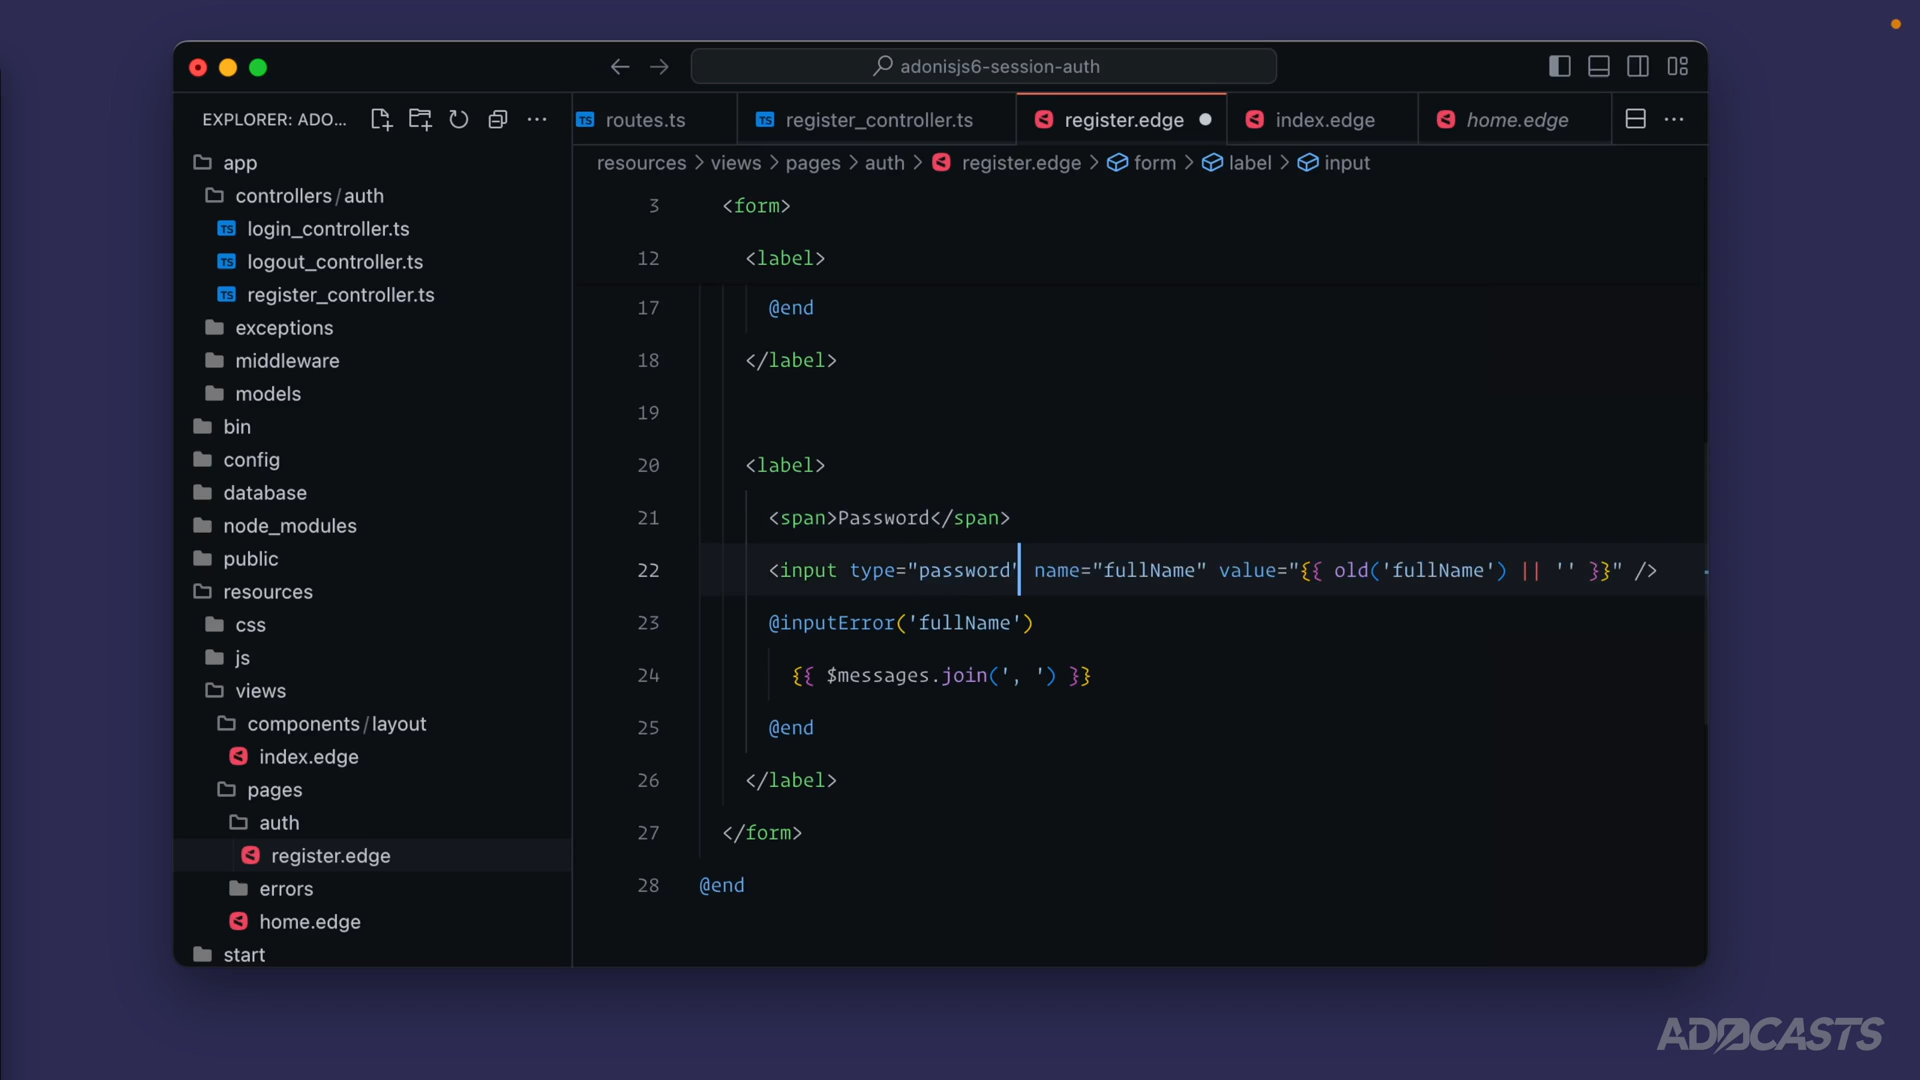 adonisjs6-session-auth
EXPLORER: ADO...
routes.ts
register_controller.ts
register.edge
index.edge
home.edge
resources > views > pages > auth > register.edge > form > label > input
app
controllers/auth
login_controller.ts
logout_controller.ts
register_controller.ts
exceptions
middleware
models
bin
config
database
node_modules
public
resources
css
js
views
components/layout
index.edge
pages
auth
register.edge
errors
home.edge
start
3 <form>
12 <label>
17 @end
18 </label>
19
20 <label>
21 <span>Password</span>
22 <input type="password" name="fullName" value="{{ old('fullName') || '' }}" />
23 @inputError('fullName')
24 {{ $messages.join(', ') }}
25 @end
26 </label>
27 </form>
28 @end
ADOCASTS